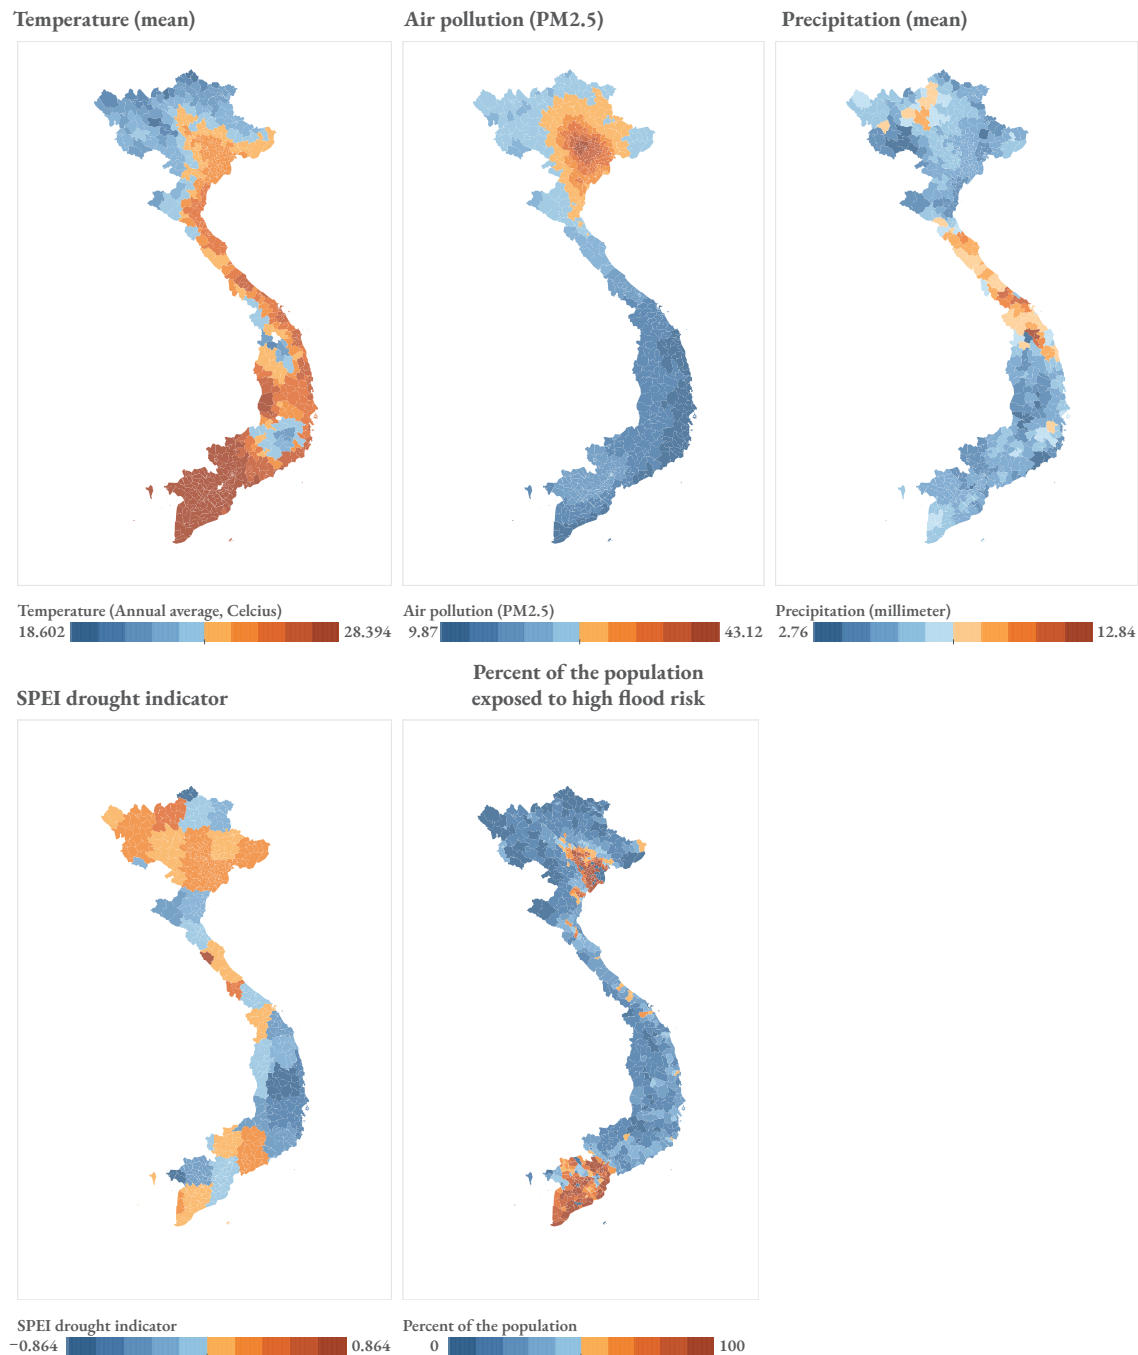 Temperature (mean)
Air pollution (PM2.5)
Precipitation (mean)
Temperature (Annual average, Celcius)
18.602
28.394
Air pollution (PM2.5)
9.87
43.12
Precipitation (millimeter)
2.76
12.84
SPEI drought indicator
Percent of the population
exposed to high flood risk
SPEI drought indicator
−0.864
0.864
Percent of the population
0
100